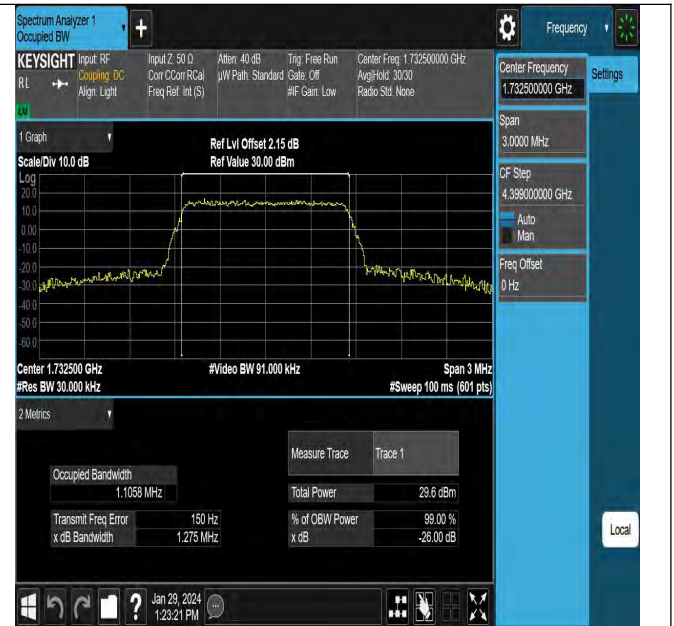 Spectrum Analyzer 1
Occupied BW
+
Frequency
KEYSIGHT
RL
Input: RF
Coupling: DC
Align: Light
Input Z: 50 Ω
Corr CCorr RCal
Freq Ref: Int (S)
Atten: 40 dB
µW Path: Standard
Trig: Free Run
Gate: Off
#IF Gain: Low
Center Freq: 1.732500000 GHz
Avg|Hold: 30/30
Radio Std: None
Center Frequency
1.732500000 GHz
Settings
Span
3.0000 MHz
CF Step
4.399000000 GHz
Auto
Man
Freq Offset
0 Hz
Local
1 Graph
Scale/Div 10.0 dB
Ref Lvl Offset 2.15 dB
Ref Value 30.00 dBm
Log
20.0
10.0
0.00
-10.0
-20.0
-30.0
-40.0
-50.0
-60.0
Center 1.732500 GHz
#Video BW 91.000 kHz
Span 3 MHz
#Res BW 30.000 kHz
#Sweep 100 ms (601 pts)
2 Metrics
Measure Trace Trace 1
Occupied Bandwidth
1.1058 MHz
Total Power 29.6 dBm
Transmit Freq Error 150 Hz
% of OBW Power 99.00 %
x dB Bandwidth 1.275 MHz
x dB -26.00 dB
?
Jan 29, 2024
1:23:21 PM